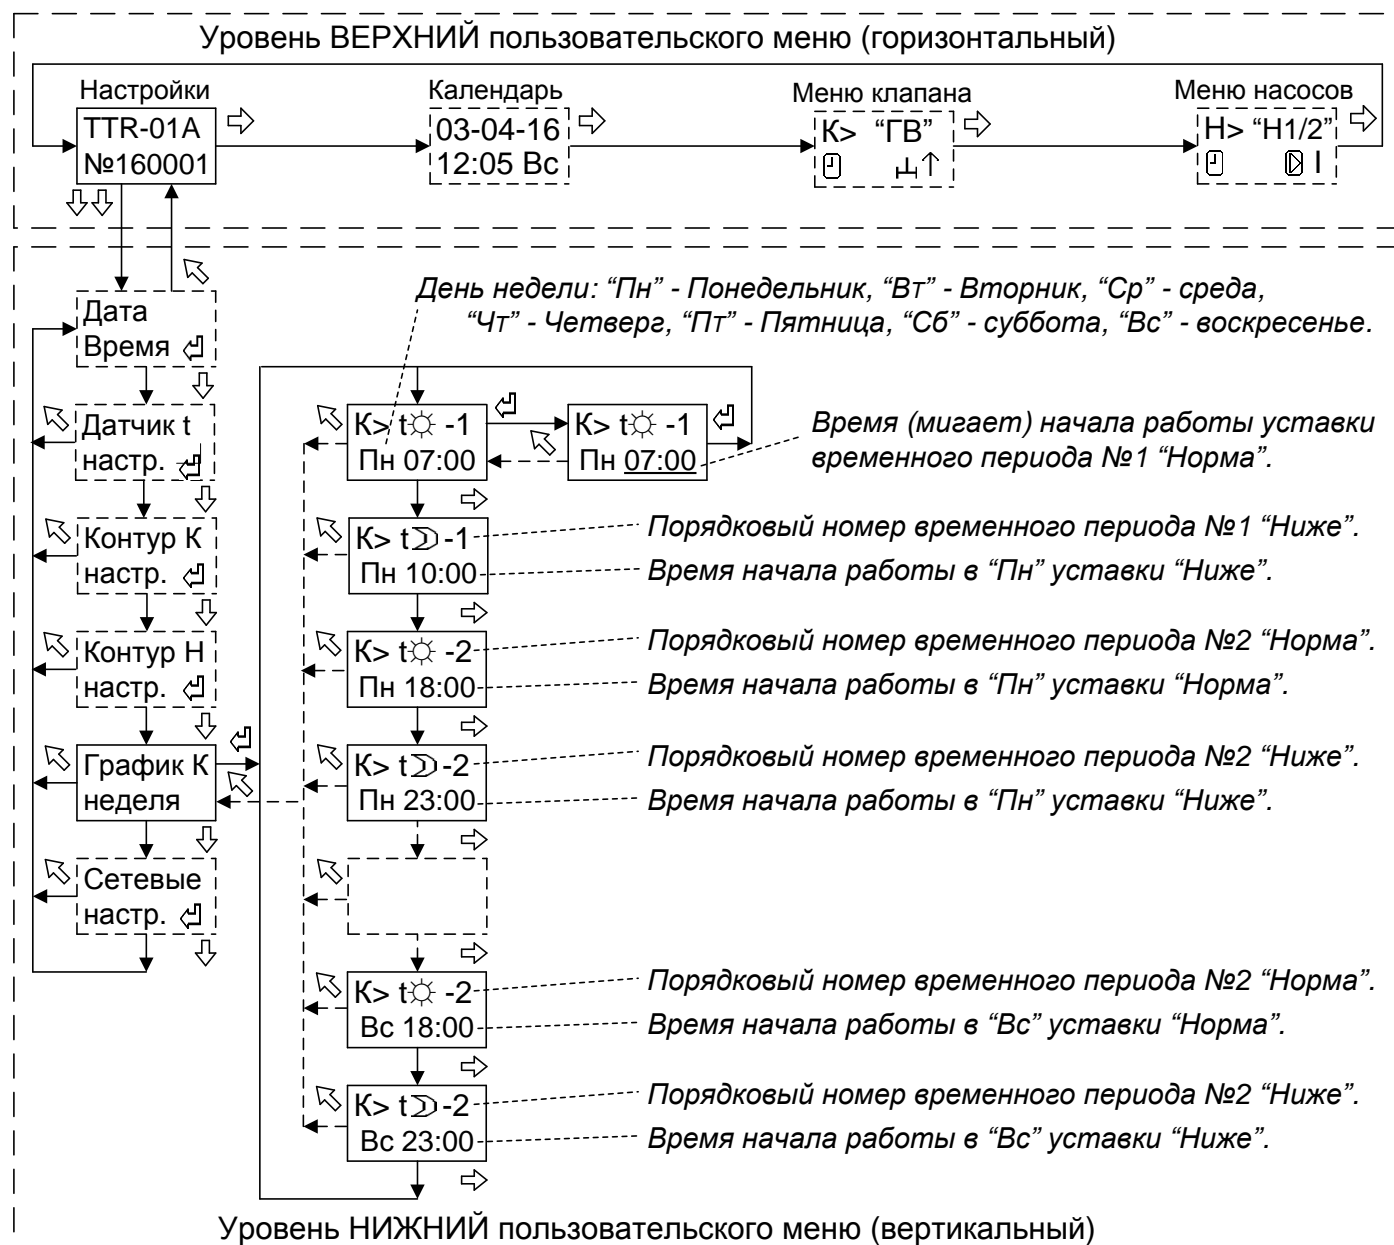 Уровень ВЕРХНИЙ пользовательского меню (горизонтальный)
Настройки
TTR-01A
№160001
Календарь
03-04-16
12:05 Вс
Меню клапана
К> “ГВ”
Меню насосов
Н> “Н1/2”
I
Дата
Время
Датчик t
настр.
Контур К
настр.
Контур Н
настр.
График К
неделя
Сетевые
настр.
День недели: “Пн” - Понедельник, “Вт” - Вторник, “Ср” - среда,
“Чт” - Четверг, “Пт” - Пятница, “Сб” - суббота, “Вс” - воскресенье.
К> t☼ -1
Пн 07:00
К> t☼ -1
Пн 07:00
Время (мигает) начала работы уставки
временного периода №1 “Норма”.
К> t☽-1
Пн 10:00
Порядковый номер временного периода №1 “Ниже”.
Время начала работы в “Пн” уставки “Ниже”.
К> t☼ -2
Пн 18:00
Порядковый номер временного периода №2 “Норма”.
Время начала работы в “Пн” уставки “Норма”.
К> t☽-2
Пн 23:00
Порядковый номер временного периода №2 “Ниже”.
Время начала работы в “Пн” уставки “Ниже”.
К> t☼ -2
Вс 18:00
Порядковый номер временного периода №2 “Норма”.
Время начала работы в “Вс” уставки “Норма”.
К> t☽-2
Вс 23:00
Порядковый номер временного периода №2 “Ниже”.
Время начала работы в “Вс” уставки “Ниже”.
Уровень НИЖНИЙ пользовательского меню (вертикальный)